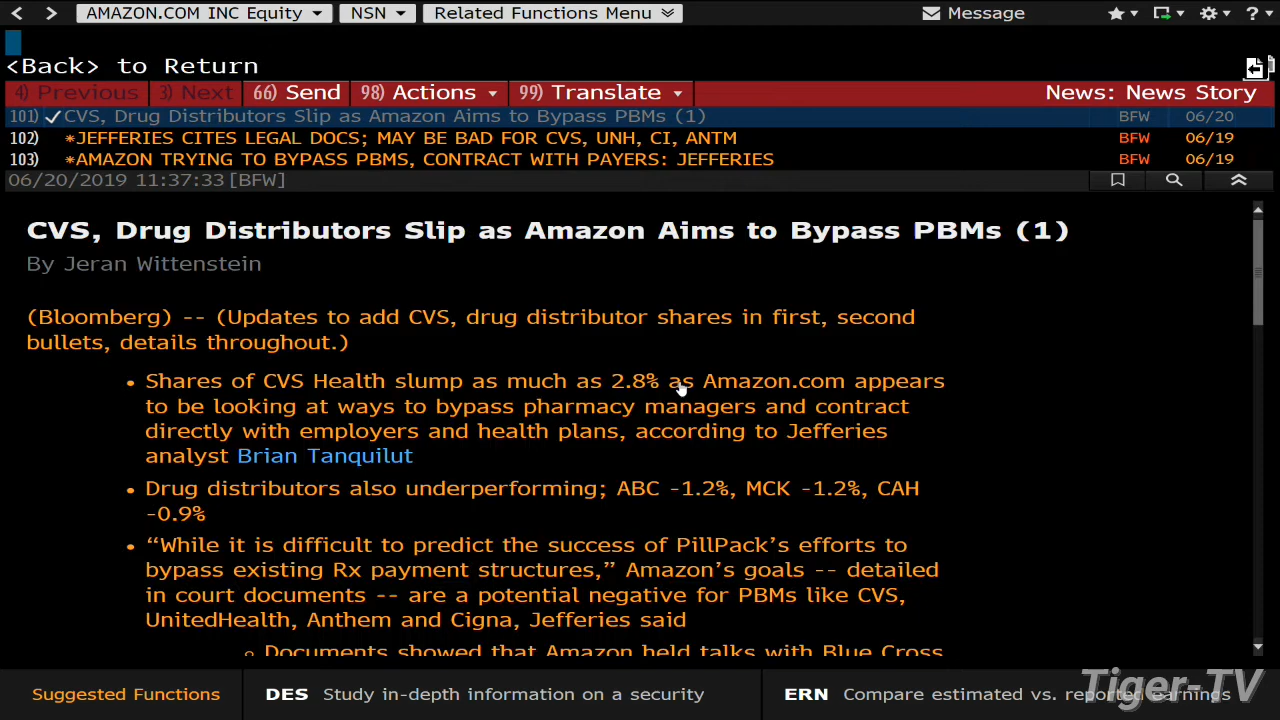 AMAZON.COM INC Equity NSN Related Functions Menu Message
<Back> to Return
4) Previous 3) Next 66) Send 98) Actions 99) Translate News: News Story
101) CVS, Drug Distributors Slip as Amazon Aims to Bypass PBMs (1) BFW 06/20
102) *JEFFERIES CITES LEGAL DOCS; MAY BE BAD FOR CVS, UNH, CI, ANTM BFW 06/19
103) *AMAZON TRYING TO BYPASS PBMS, CONTRACT WITH PAYERS: JEFFERIES BFW 06/19
06/20/2019 11:37:33 [BFW]
CVS, Drug Distributors Slip as Amazon Aims to Bypass PBMs (1)
By Jeran Wittenstein
(Bloomberg) -- (Updates to add CVS, drug distributor shares in first, second
bullets, details throughout.)
• Shares of CVS Health slump as much as 2.8% as Amazon.com appears
to be looking at ways to bypass pharmacy managers and contract
directly with employers and health plans, according to Jefferies
analyst Brian Tanquilut
• Drug distributors also underperforming; ABC -1.2%, MCK -1.2%, CAH
-0.9%
• “While it is difficult to predict the success of PillPack’s efforts to
bypass existing Rx payment structures,” Amazon’s goals -- detailed
in court documents -- are a potential negative for PBMs like CVS,
UnitedHealth, Anthem and Cigna, Jefferies said
o Documents showed that Amazon held talks with Blue Cross
Suggested Functions DES Study in-depth information on a security ERN Compare estimated vs. reported earnings
Tiger-TV